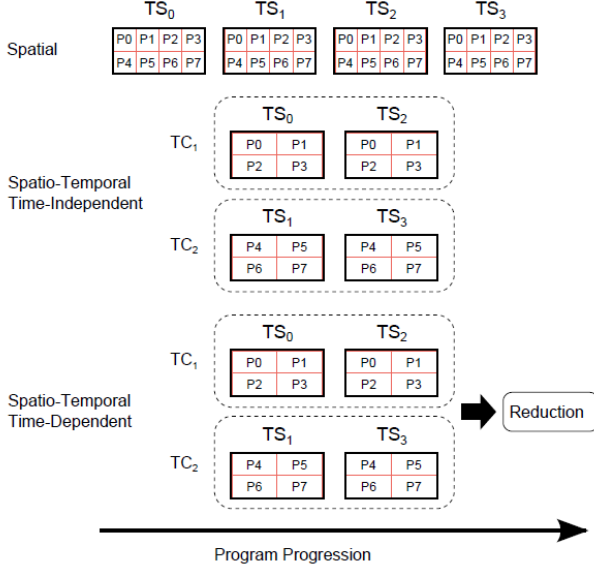 TS0 TS1 TS2 TS3
Spatial
P0 P1 P2 P3 P0 P1 P2 P3 P0 P1 P2 P3 P0 P1 P2 P3
P4 P5 P6 P7 P4 P5 P6 P7 P4 P5 P6 P7 P4 P5 P6 P7
Spatio-Temporal
Time-Independent
TC1
TS0 TS2
P0 P1 P0 P1
P2 P3 P2 P3
TC2
TS1 TS3
P4 P5 P4 P5
P6 P7 P6 P7
Spatio-Temporal
Time-Dependent
TC1
TS0 TS2
P0 P1 P0 P1
P2 P3 P2 P3
TC2
TS1 TS3
P4 P5 P4 P5
P6 P7 P6 P7
Reduction
Program Progression